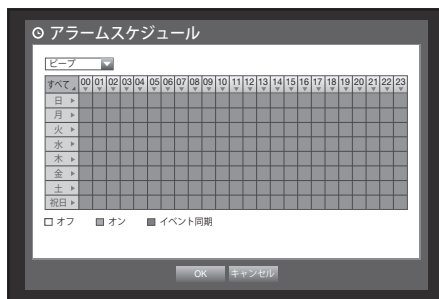 アラームスケジュール
ビープ
すべて 00 01 02 03 04 05 06 07 08 09 10 11 12 13 14 15 16 17 18 19 20 21 22 23
日
月
火
水
木
金
土
祝日
オフ オン イベント同期
OK キャンセル